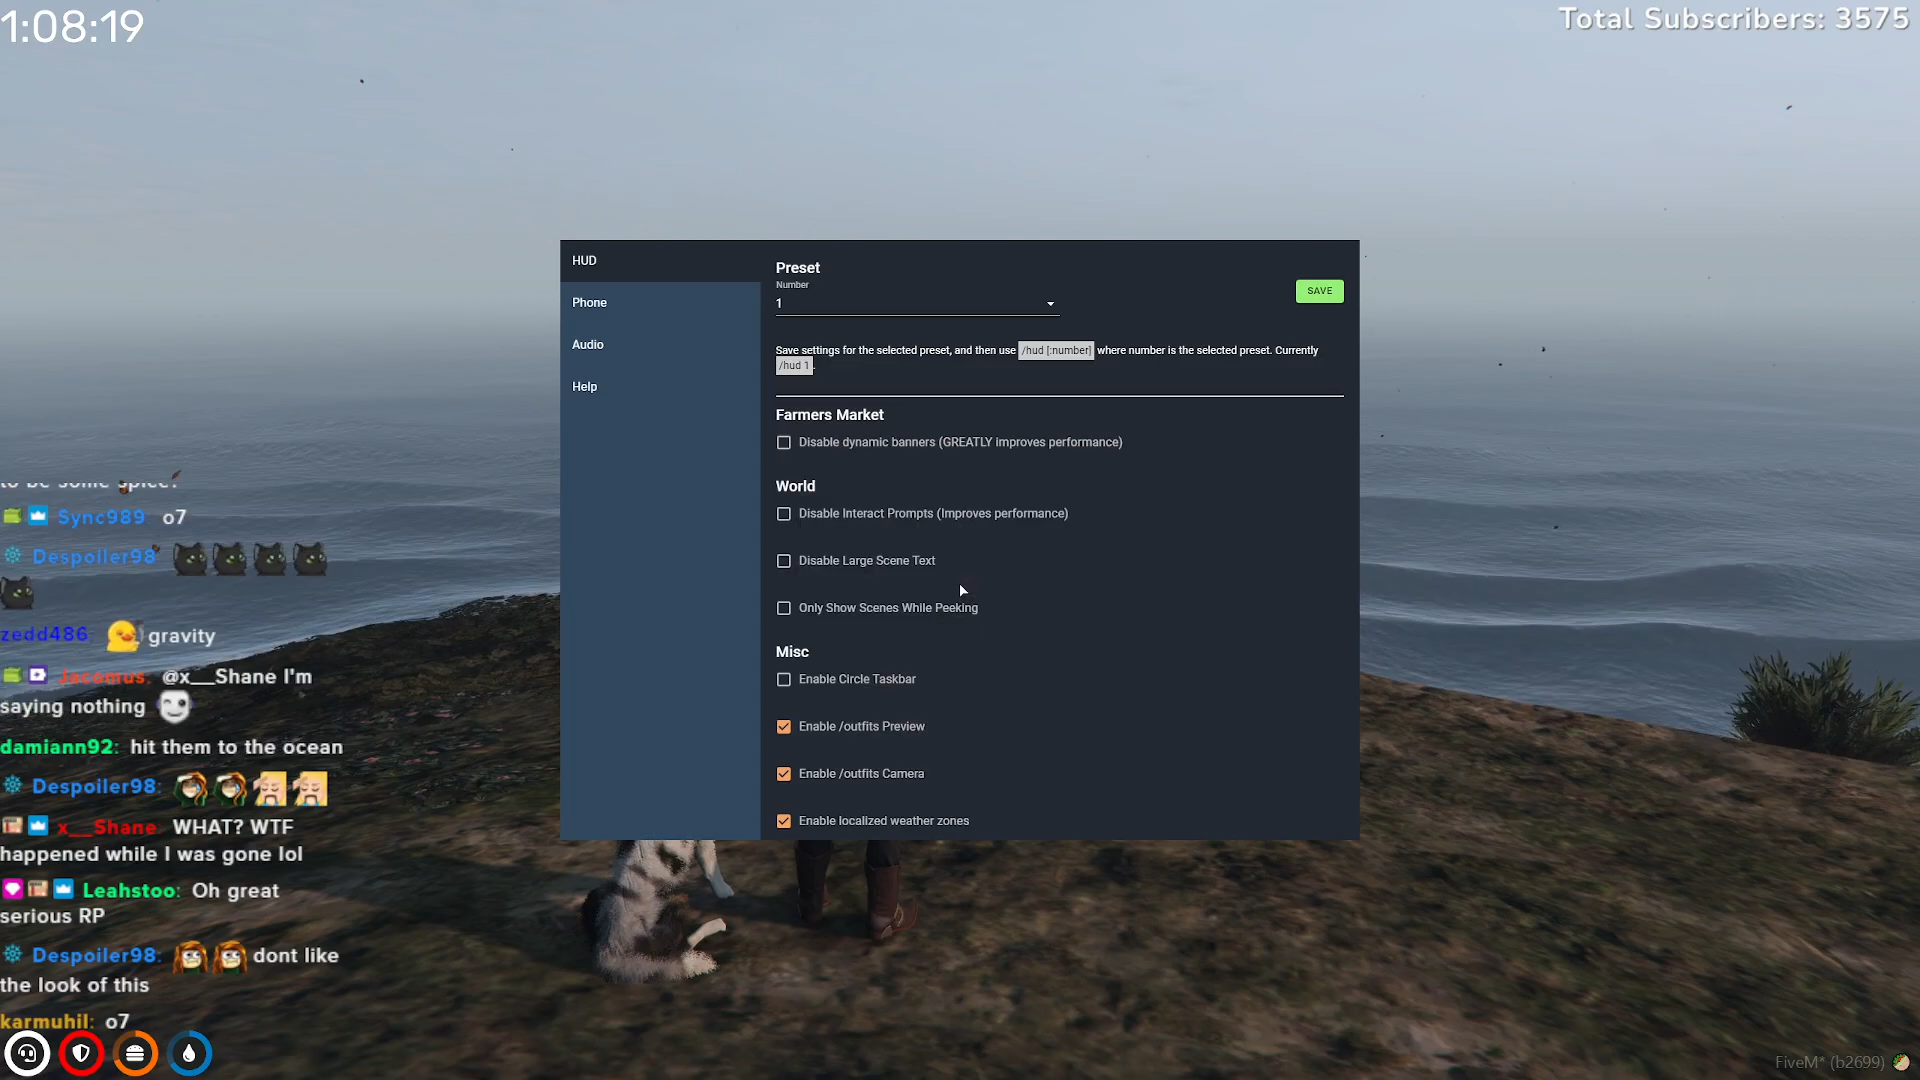 1:08:19
Total Subscribers: 3575
HUD
Phone
Audio
Help
Preset
Number
1
SAVE
Save settings for the selected preset, and then use /hud [:number] where number is the selected preset. Currently
/hud 1.
Farmers Market
Disable dynamic banners (GREATLY improves performance)
World
Disable Interact Prompts (Improves performance)
Disable Large Scene Text
Only Show Scenes While Peeking
Misc
Enable Circle Taskbar
Enable /outfits Preview
Enable /outfits Camera
Enable localized weather zones
to be some spice?
Sync989: o7
Despoiler98:
zedd486: gravity
Jacomus: @x__Shane I'm
saying nothing
damiann92: hit them to the ocean
Despoiler98:
x__Shane: WHAT? WTF
happened while I was gone lol
Leahstoo: Oh great
serious RP
Despoiler98: dont like
the look of this
karmuhil: o7
FiveM* (b2699)